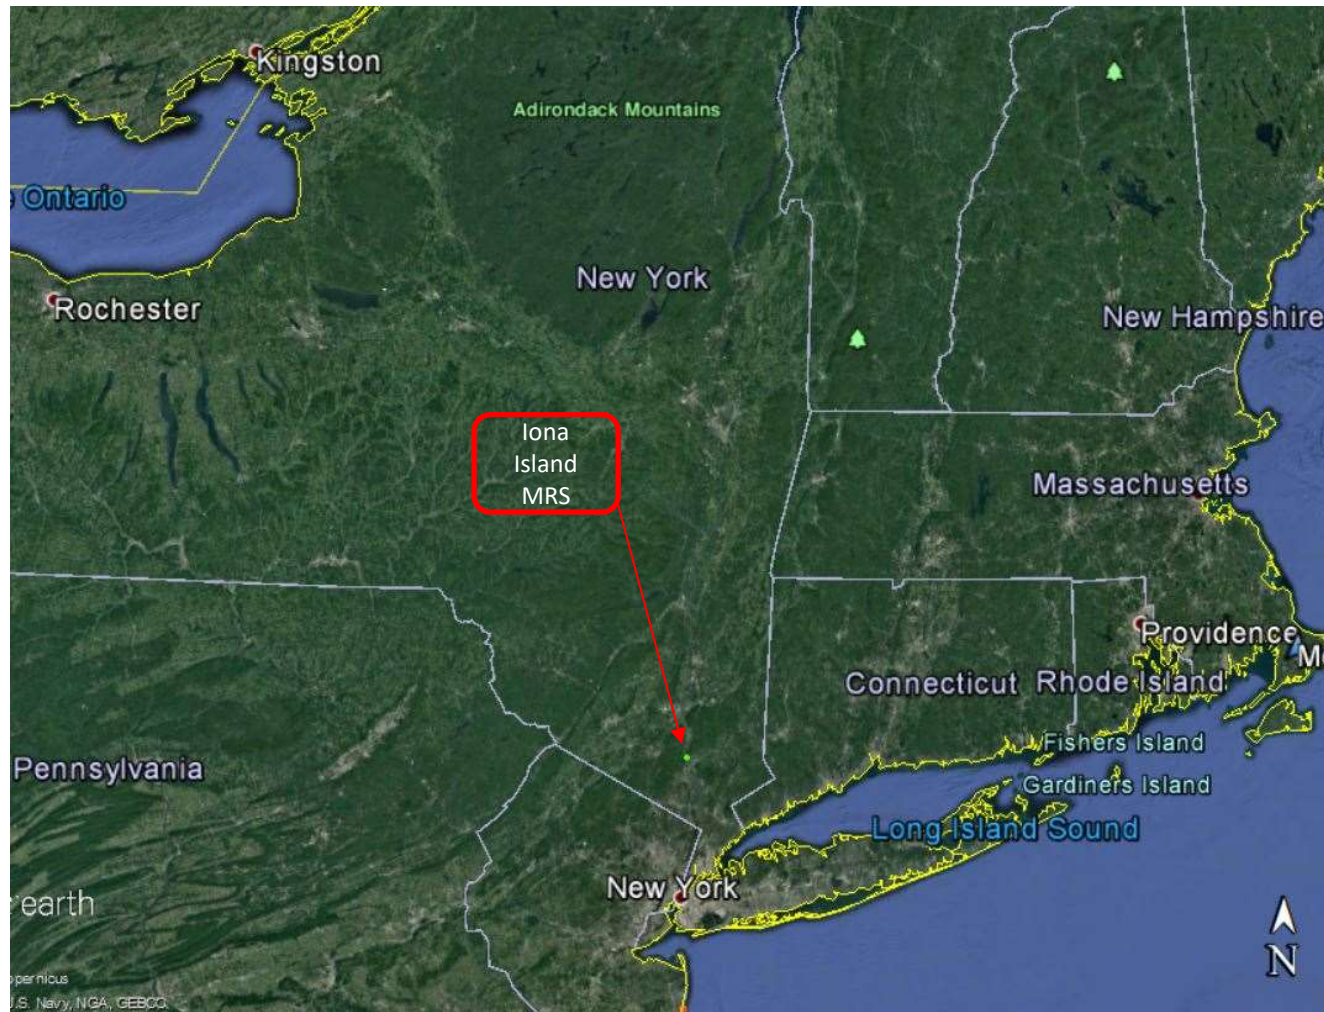 Kingston
Adirondack Mountains
Ontario
New York
Rochester
New Hampshire
Iona
Island
MRS
Massachusetts
Providence
Connecticut
Rhode Island
Fishers Island
Pennsylvania
Gardiners Island
Long Island Sound
New York
earth
N
U.S. Navy, NGA, GEBCO